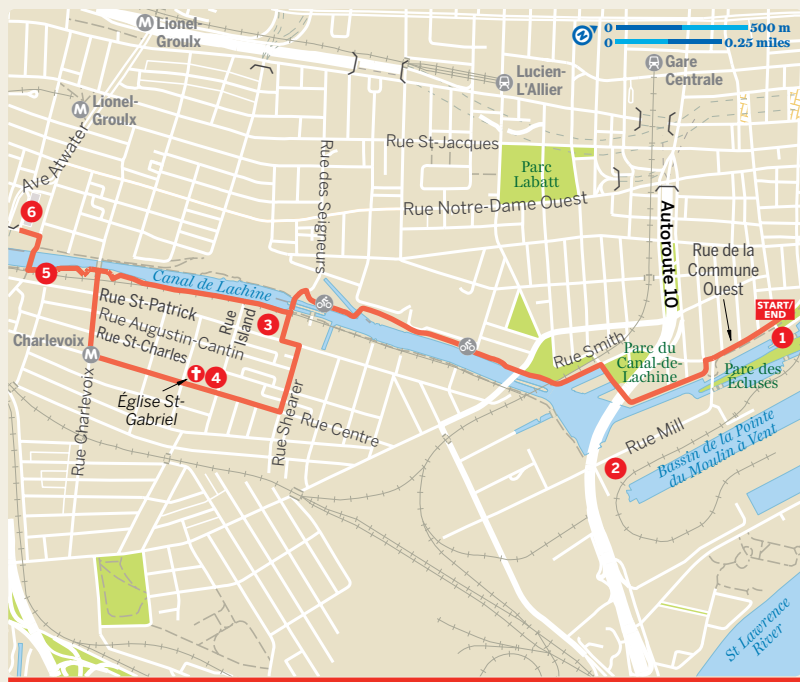 Lionel-
Groulx
0
500 m
0
0.25 miles
Lucien-
L'Allier
Gare
Centrale
Lionel-
Groulx
Ave Atwater
Rue des Seigneurs
Rue St-Jacques
Parc
Labatt
Rue Notre-Dame Ouest
Autoroute 10
Rue de la
Commune
Ouest
START/
END
1
6
5
Canal de Lachine
Rue St-Patrick
Rue Augustin-Cantin
Rue St-Charles
Rue
Island
3
Charlevoix
4
Église St-
Gabriel
Rue Charlevoix
Rue Shearer
Rue Centre
Rue Smith
Parc du
Canal-de-
Lachine
Parc des
Écluses
Rue Mill
2
Bassin de la Pointe
du Moulin à Vent
St Lawrence
River
M
M
M